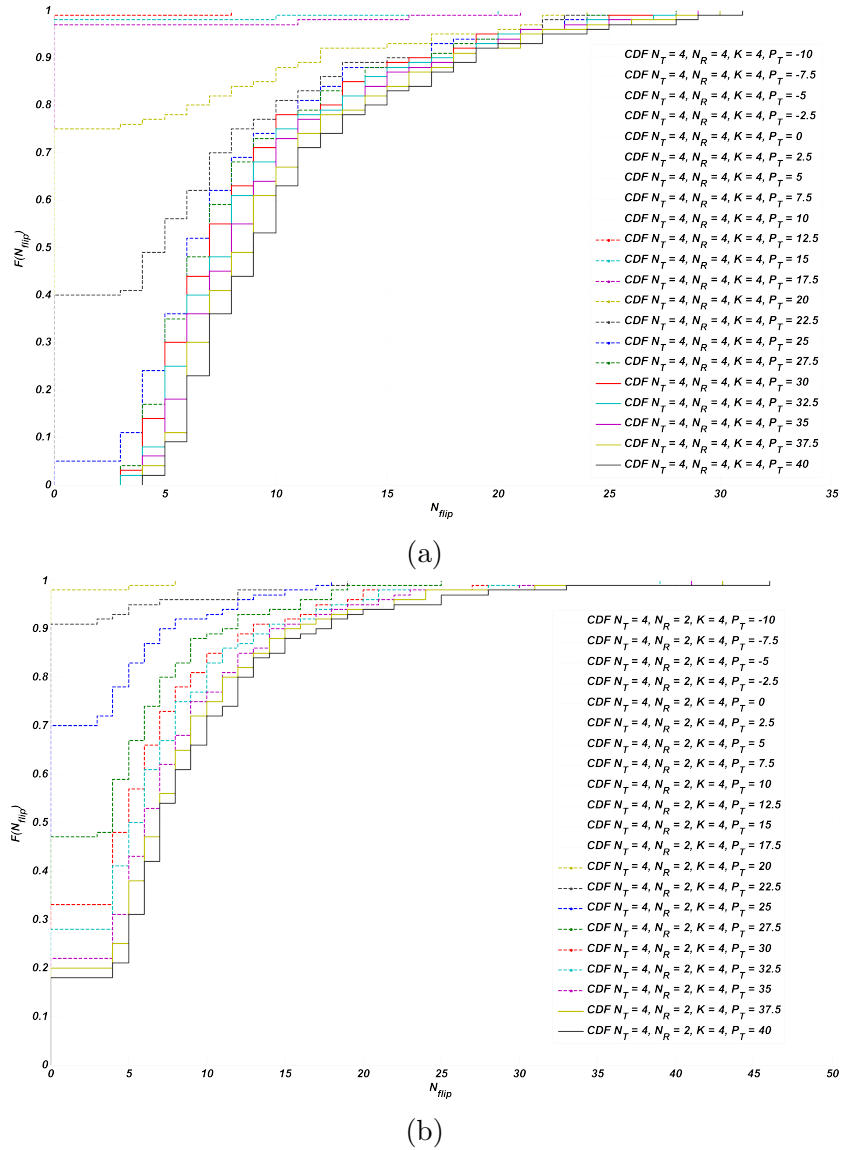 1
0.9
0.8
0.7
0.6
0.5
0.4
0.3
0.2
0.1
0
F(N_flip)
0 5 10 15 20 25 30 35
N_flip
CDF N_T = 4, N_R = 4, K = 4, P_T = -10
CDF N_T = 4, N_R = 4, K = 4, P_T = -7.5
CDF N_T = 4, N_R = 4, K = 4, P_T = -5
CDF N_T = 4, N_R = 4, K = 4, P_T = -2.5
CDF N_T = 4, N_R = 4, K = 4, P_T = 0
CDF N_T = 4, N_R = 4, K = 4, P_T = 2.5
CDF N_T = 4, N_R = 4, K = 4, P_T = 5
CDF N_T = 4, N_R = 4, K = 4, P_T = 7.5
CDF N_T = 4, N_R = 4, K = 4, P_T = 10
CDF N_T = 4, N_R = 4, K = 4, P_T = 12.5
CDF N_T = 4, N_R = 4, K = 4, P_T = 15
CDF N_T = 4, N_R = 4, K = 4, P_T = 17.5
CDF N_T = 4, N_R = 4, K = 4, P_T = 20
CDF N_T = 4, N_R = 4, K = 4, P_T = 22.5
CDF N_T = 4, N_R = 4, K = 4, P_T = 25
CDF N_T = 4, N_R = 4, K = 4, P_T = 27.5
CDF N_T = 4, N_R = 4, K = 4, P_T = 30
CDF N_T = 4, N_R = 4, K = 4, P_T = 32.5
CDF N_T = 4, N_R = 4, K = 4, P_T = 35
CDF N_T = 4, N_R = 4, K = 4, P_T = 37.5
CDF N_T = 4, N_R = 4, K = 4, P_T = 40
(a)
1
0.9
0.8
0.7
0.6
0.5
0.4
0.3
0.2
0.1
0
F(N_flip)
0 5 10 15 20 25 30 35 40 45 50
N_flip
CDF N_T = 4, N_R = 2, K = 4, P_T = -10
CDF N_T = 4, N_R = 2, K = 4, P_T = -7.5
CDF N_T = 4, N_R = 2, K = 4, P_T = -5
CDF N_T = 4, N_R = 2, K = 4, P_T = -2.5
CDF N_T = 4, N_R = 2, K = 4, P_T = 0
CDF N_T = 4, N_R = 2, K = 4, P_T = 2.5
CDF N_T = 4, N_R = 2, K = 4, P_T = 5
CDF N_T = 4, N_R = 2, K = 4, P_T = 7.5
CDF N_T = 4, N_R = 2, K = 4, P_T = 10
CDF N_T = 4, N_R = 2, K = 4, P_T = 12.5
CDF N_T = 4, N_R = 2, K = 4, P_T = 15
CDF N_T = 4, N_R = 2, K = 4, P_T = 17.5
CDF N_T = 4, N_R = 2, K = 4, P_T = 20
CDF N_T = 4, N_R = 2, K = 4, P_T = 22.5
CDF N_T = 4, N_R = 2, K = 4, P_T = 25
CDF N_T = 4, N_R = 2, K = 4, P_T = 27.5
CDF N_T = 4, N_R = 2, K = 4, P_T = 30
CDF N_T = 4, N_R = 2, K = 4, P_T = 32.5
CDF N_T = 4, N_R = 2, K = 4, P_T = 35
CDF N_T = 4, N_R = 2, K = 4, P_T = 37.5
CDF N_T = 4, N_R = 2, K = 4, P_T = 40
(b)